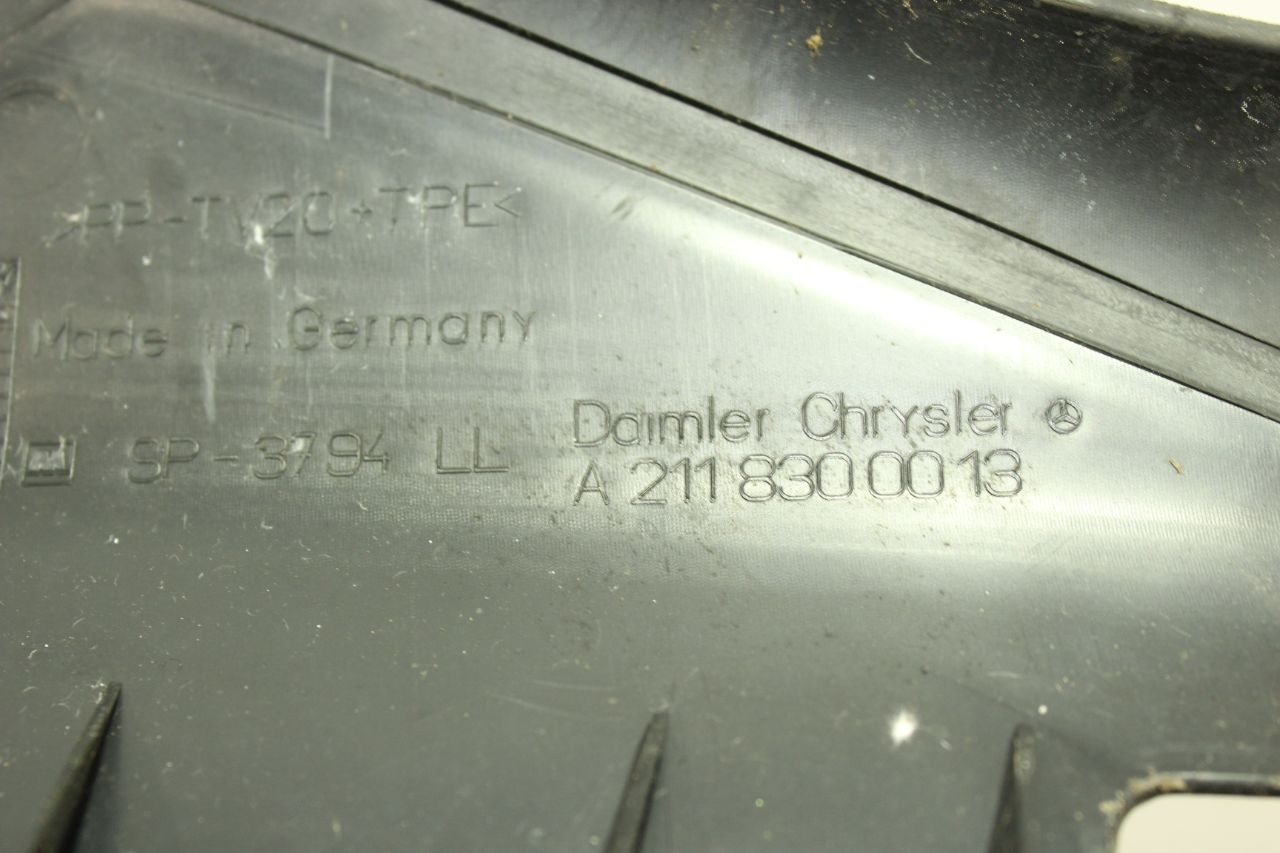 >PP-TV20+TPE<
Made in Germany
SP-3794 LL
Daimler Chrysler
A 211 830 00 13